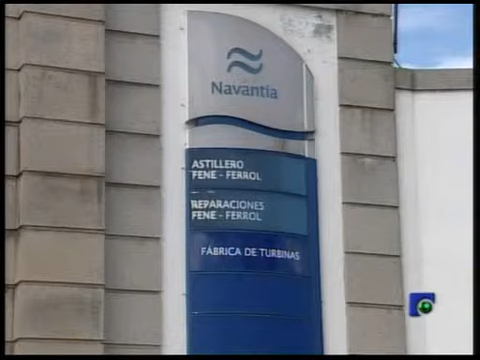 Navantia
ASTILLERO
FENE - FERROL
REPARACIONES
FENE - FERROL
FÁBRICA DE TURBINAS